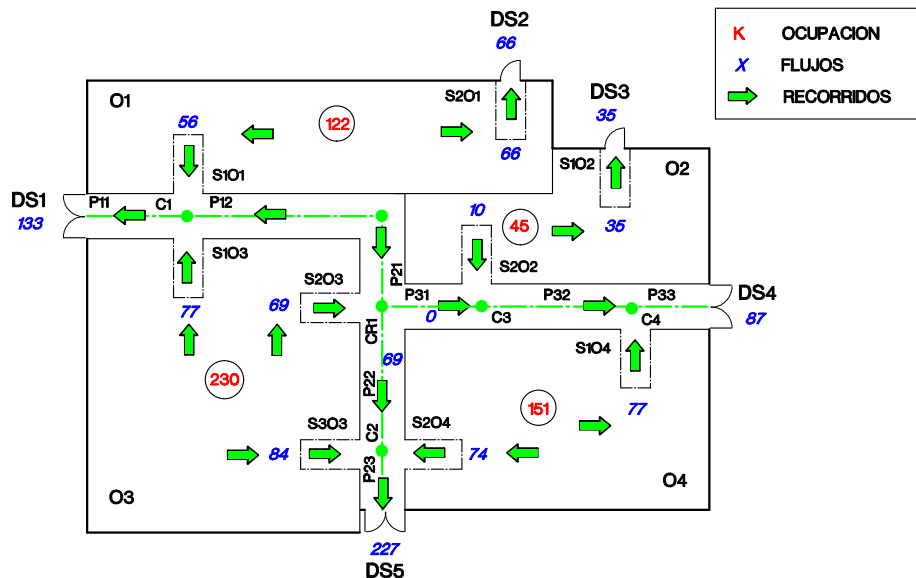 DS2
66
K OCUPACION
X FLUJOS
RECORRIDOS
O1
S2O1
DS3
35
56
122
66
S1O1
S1O2
O2
DS1
133
P11
C1
P12
10
45
35
S1O3
P21
S2O2
S2O3
P31
P32
P33
DS4
77
69
0
C3
C4
87
CR1
69
S1O4
230
P22
151
77
S3O3
C2
S2O4
84
P23
74
O3
O4
227
DS5